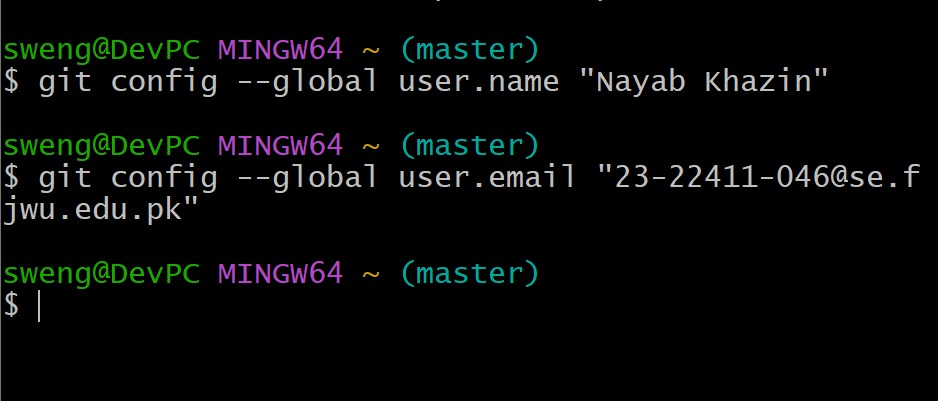 sweng@DevPC MINGW64 ~ (master)
$ git config --global user.name "Nayab Khazin"
sweng@DevPC MINGW64 ~ (master)
$ git config --global user.email "23-22411-046@se.f
jwu.edu.pk"
sweng@DevPC MINGW64 ~ (master)
$